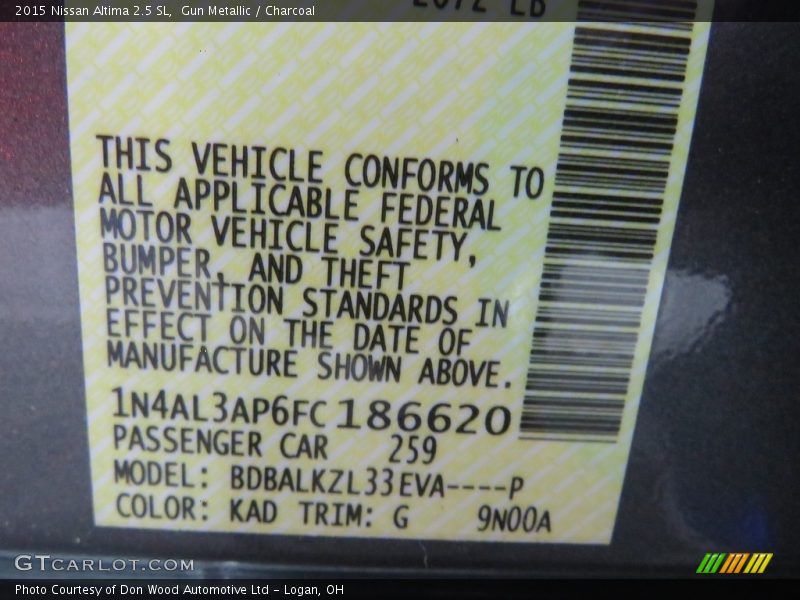 2015 Nissan Altima 2.5 SL, Gun Metallic / Charcoal
THIS VEHICLE CONFORMS TO
ALL APPLICABLE FEDERAL
MOTOR VEHICLE SAFETY,
BUMPER, AND THEFT
PREVENTION STANDARDS IN
EFFECT ON THE DATE OF
MANUFACTURE SHOWN ABOVE.
1N4AL3AP6FC186620
PASSENGER CAR 259
MODEL: BDBALKZL33EVA----P
COLOR: KAD TRIM: G 9N00A
GTCARLOT.COM
Photo Courtesy of Don Wood Automotive Ltd - Logan, OH